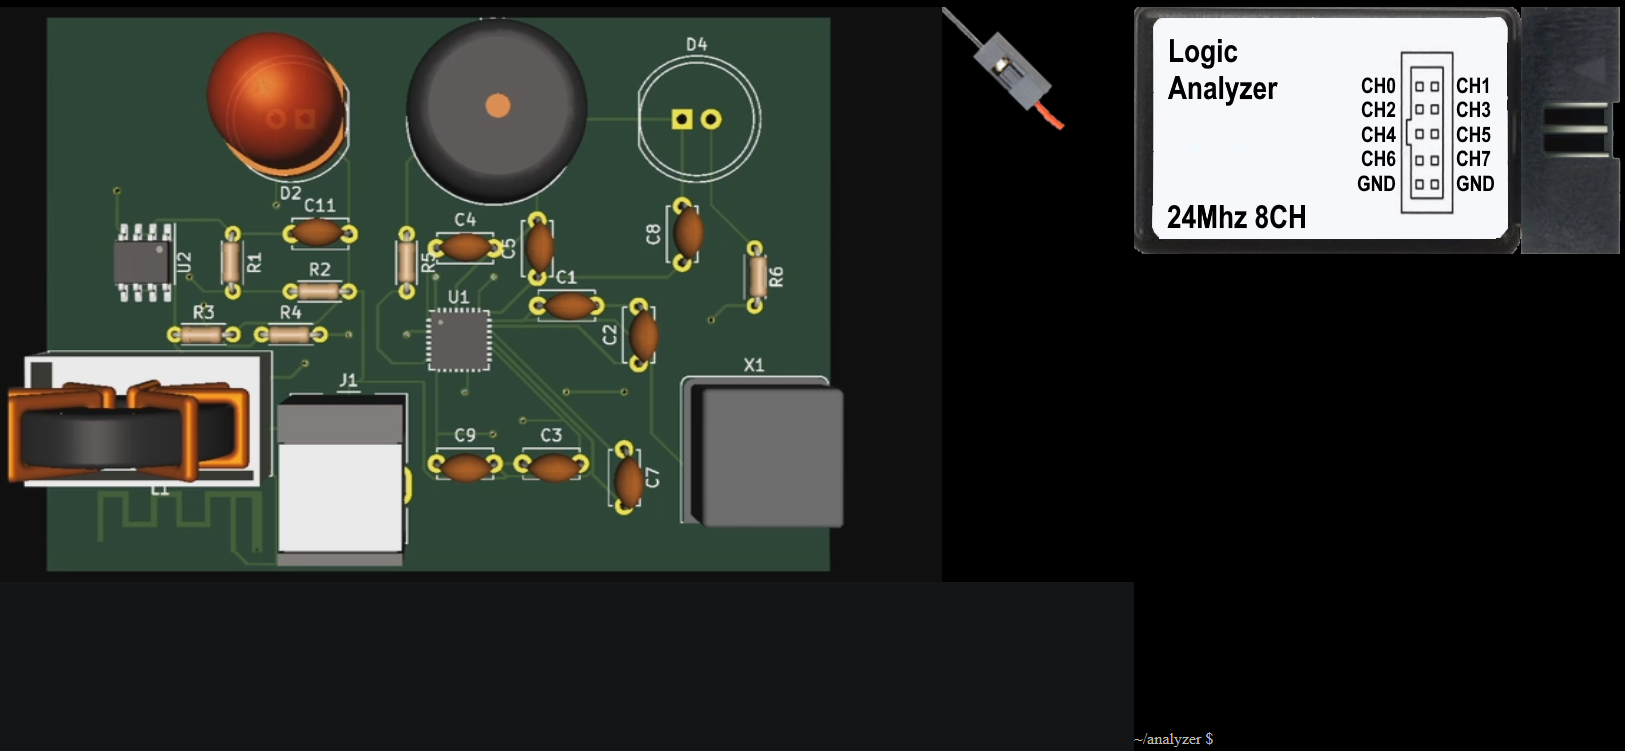 D4
D2
C11
C4
C5
C8
U2
R1
R5
R2
C1
R6
U1
R3
R4
C2
J1
X1
C9
C3
C7
L1
Logic
Analyzer
CH0 CH1
CH2 CH3
CH4 CH5
CH6 CH7
GND GND
24Mhz 8CH
~/analyzer $